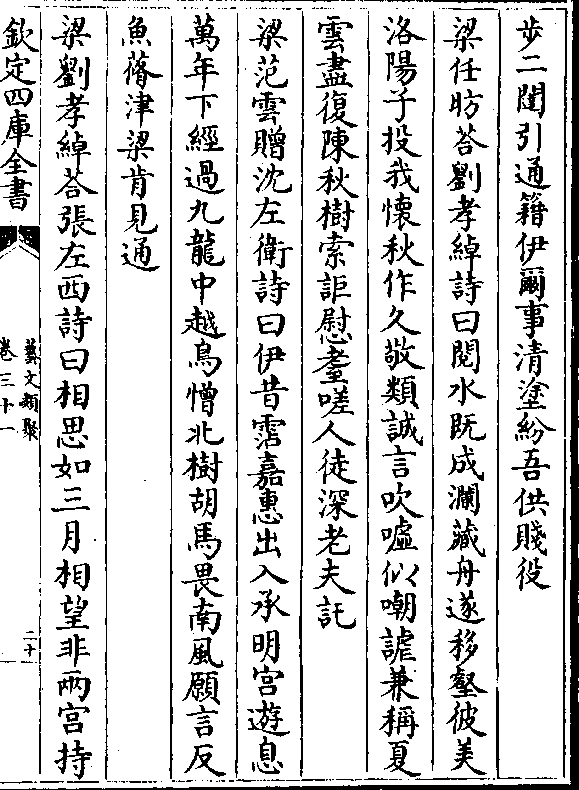 步二闈引通籍伊爾事清塗紛吾供賤役
梁任昉荅劉孝綽詩曰閱水既成瀾藏舟遂移壑彼美
洛陽子投我懷秋作久敬類誠言吹噓似嘲謔兼稱夏
雲盡復陳秋樹索詎慰耋嗟人徒深老夫託
梁范雲贈沈左衛詩曰伊昔霑嘉惠出入承明宮遊息
萬年下經過九龍中越鳥憎北樹胡馬畏南風願言反
魚蕕津梁肯見通
梁劉孝綽荅張左西詩曰相思如三月相望非兩宮持
欽定四庫全書
藝文類聚
卷三十一
二十